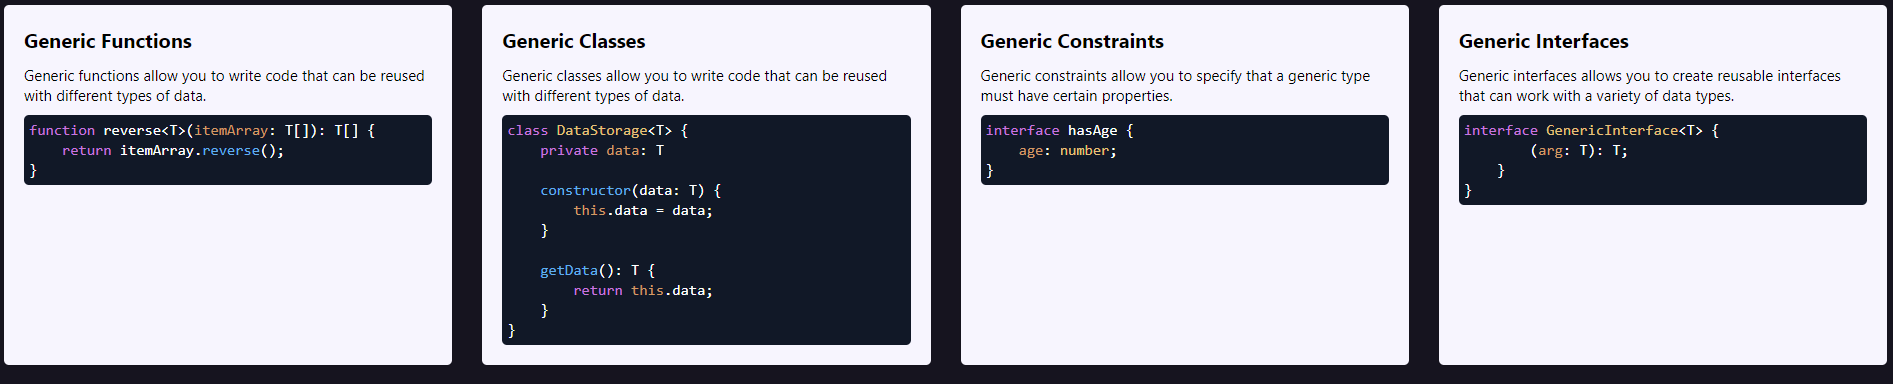 Generic Functions
Generic functions allow you to write code that can be reused
with different types of data.
function reverse<T>(itemArray: T[]): T[] {
    return itemArray.reverse();
}
Generic Classes
Generic classes allow you to write code that can be reused
with different types of data.
class DataStorage<T> {
    private data: T
    constructor(data: T) {
        this.data = data;
    }
    getData(): T {
        return this.data;
    }
}
Generic Constraints
Generic constraints allow you to specify that a generic type
must have certain properties.
interface hasAge {
    age: number;
}
Generic Interfaces
Generic interfaces allows you to create reusable interfaces
that can work with a variety of data types.
interface GenericInterface<T> {
        (arg: T): T;
    }
}